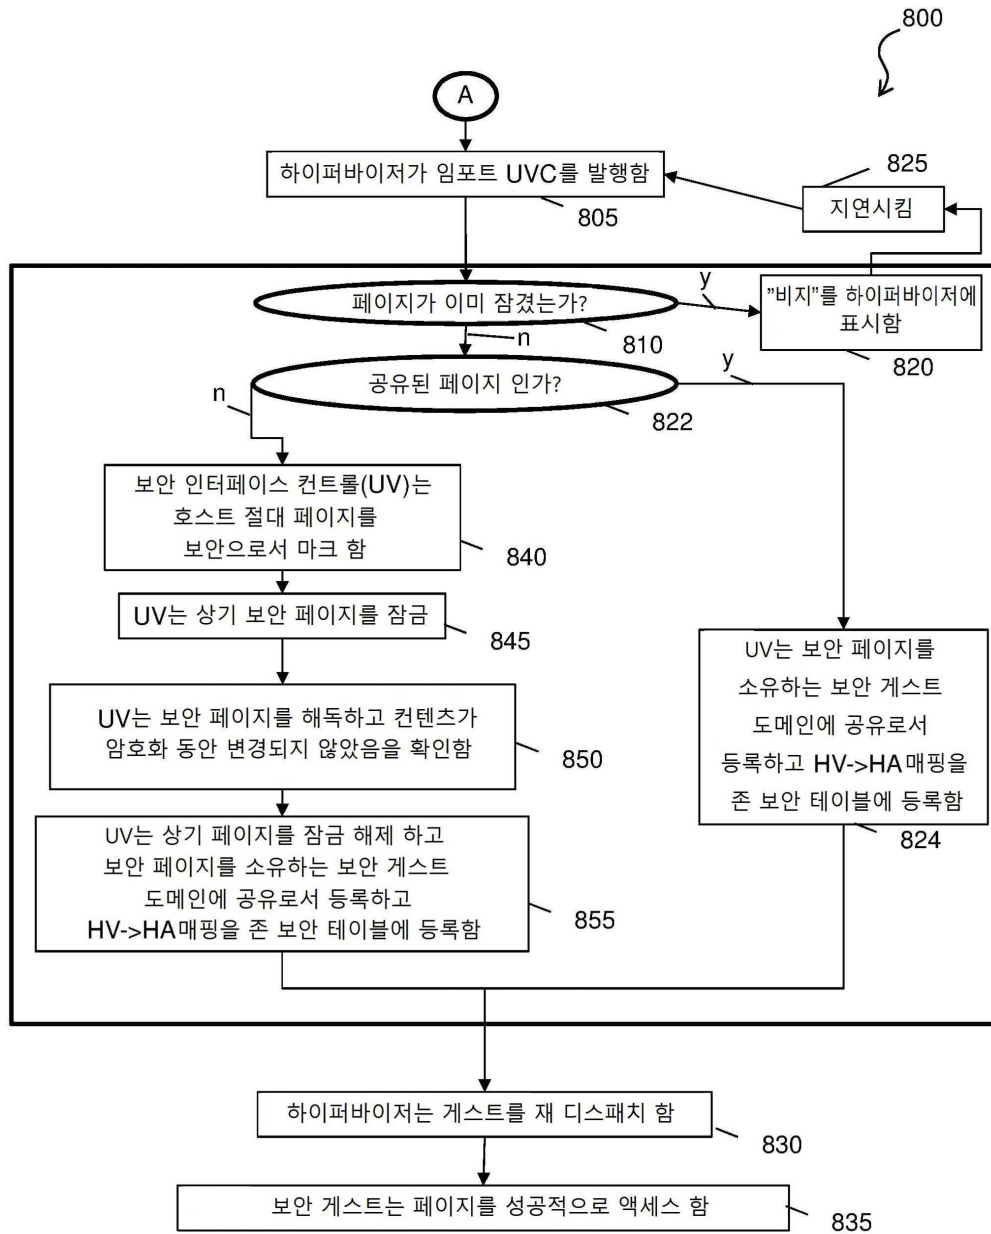 800
A
하이퍼바이저가 임포트 UVC를 발행함
805
825
지연시킴
페이지가 이미 잠겼는가?
810
y
n
"비지"를 하이퍼바이저에
표시함
820
공유된 페이지 인가?
822
n
y
보안 인터페이스 컨트롤(UV)는
호스트 절대 페이지를
보안으로서 마크 함
840
UV는 상기 보안 페이지를 잠금
845
UV는 보안 페이지를 해독하고 컨텐츠가
암호화 동안 변경되지 않았음을 확인함
850
UV는 상기 페이지를 잠금 해제 하고
보안 페이지를 소유하는 보안 게스트
도메인에 공유로서 등록하고
HV->HA매핑을 존 보안 테이블에 등록함
855
UV는 보안 페이지를
소유하는 보안 게스트
도메인에 공유로서
등록하고 HV->HA매핑을
존 보안 테이블에 등록함
824
하이퍼바이저는 게스트를 재 디스패치 함
830
보안 게스트는 페이지를 성공적으로 액세스 함
835